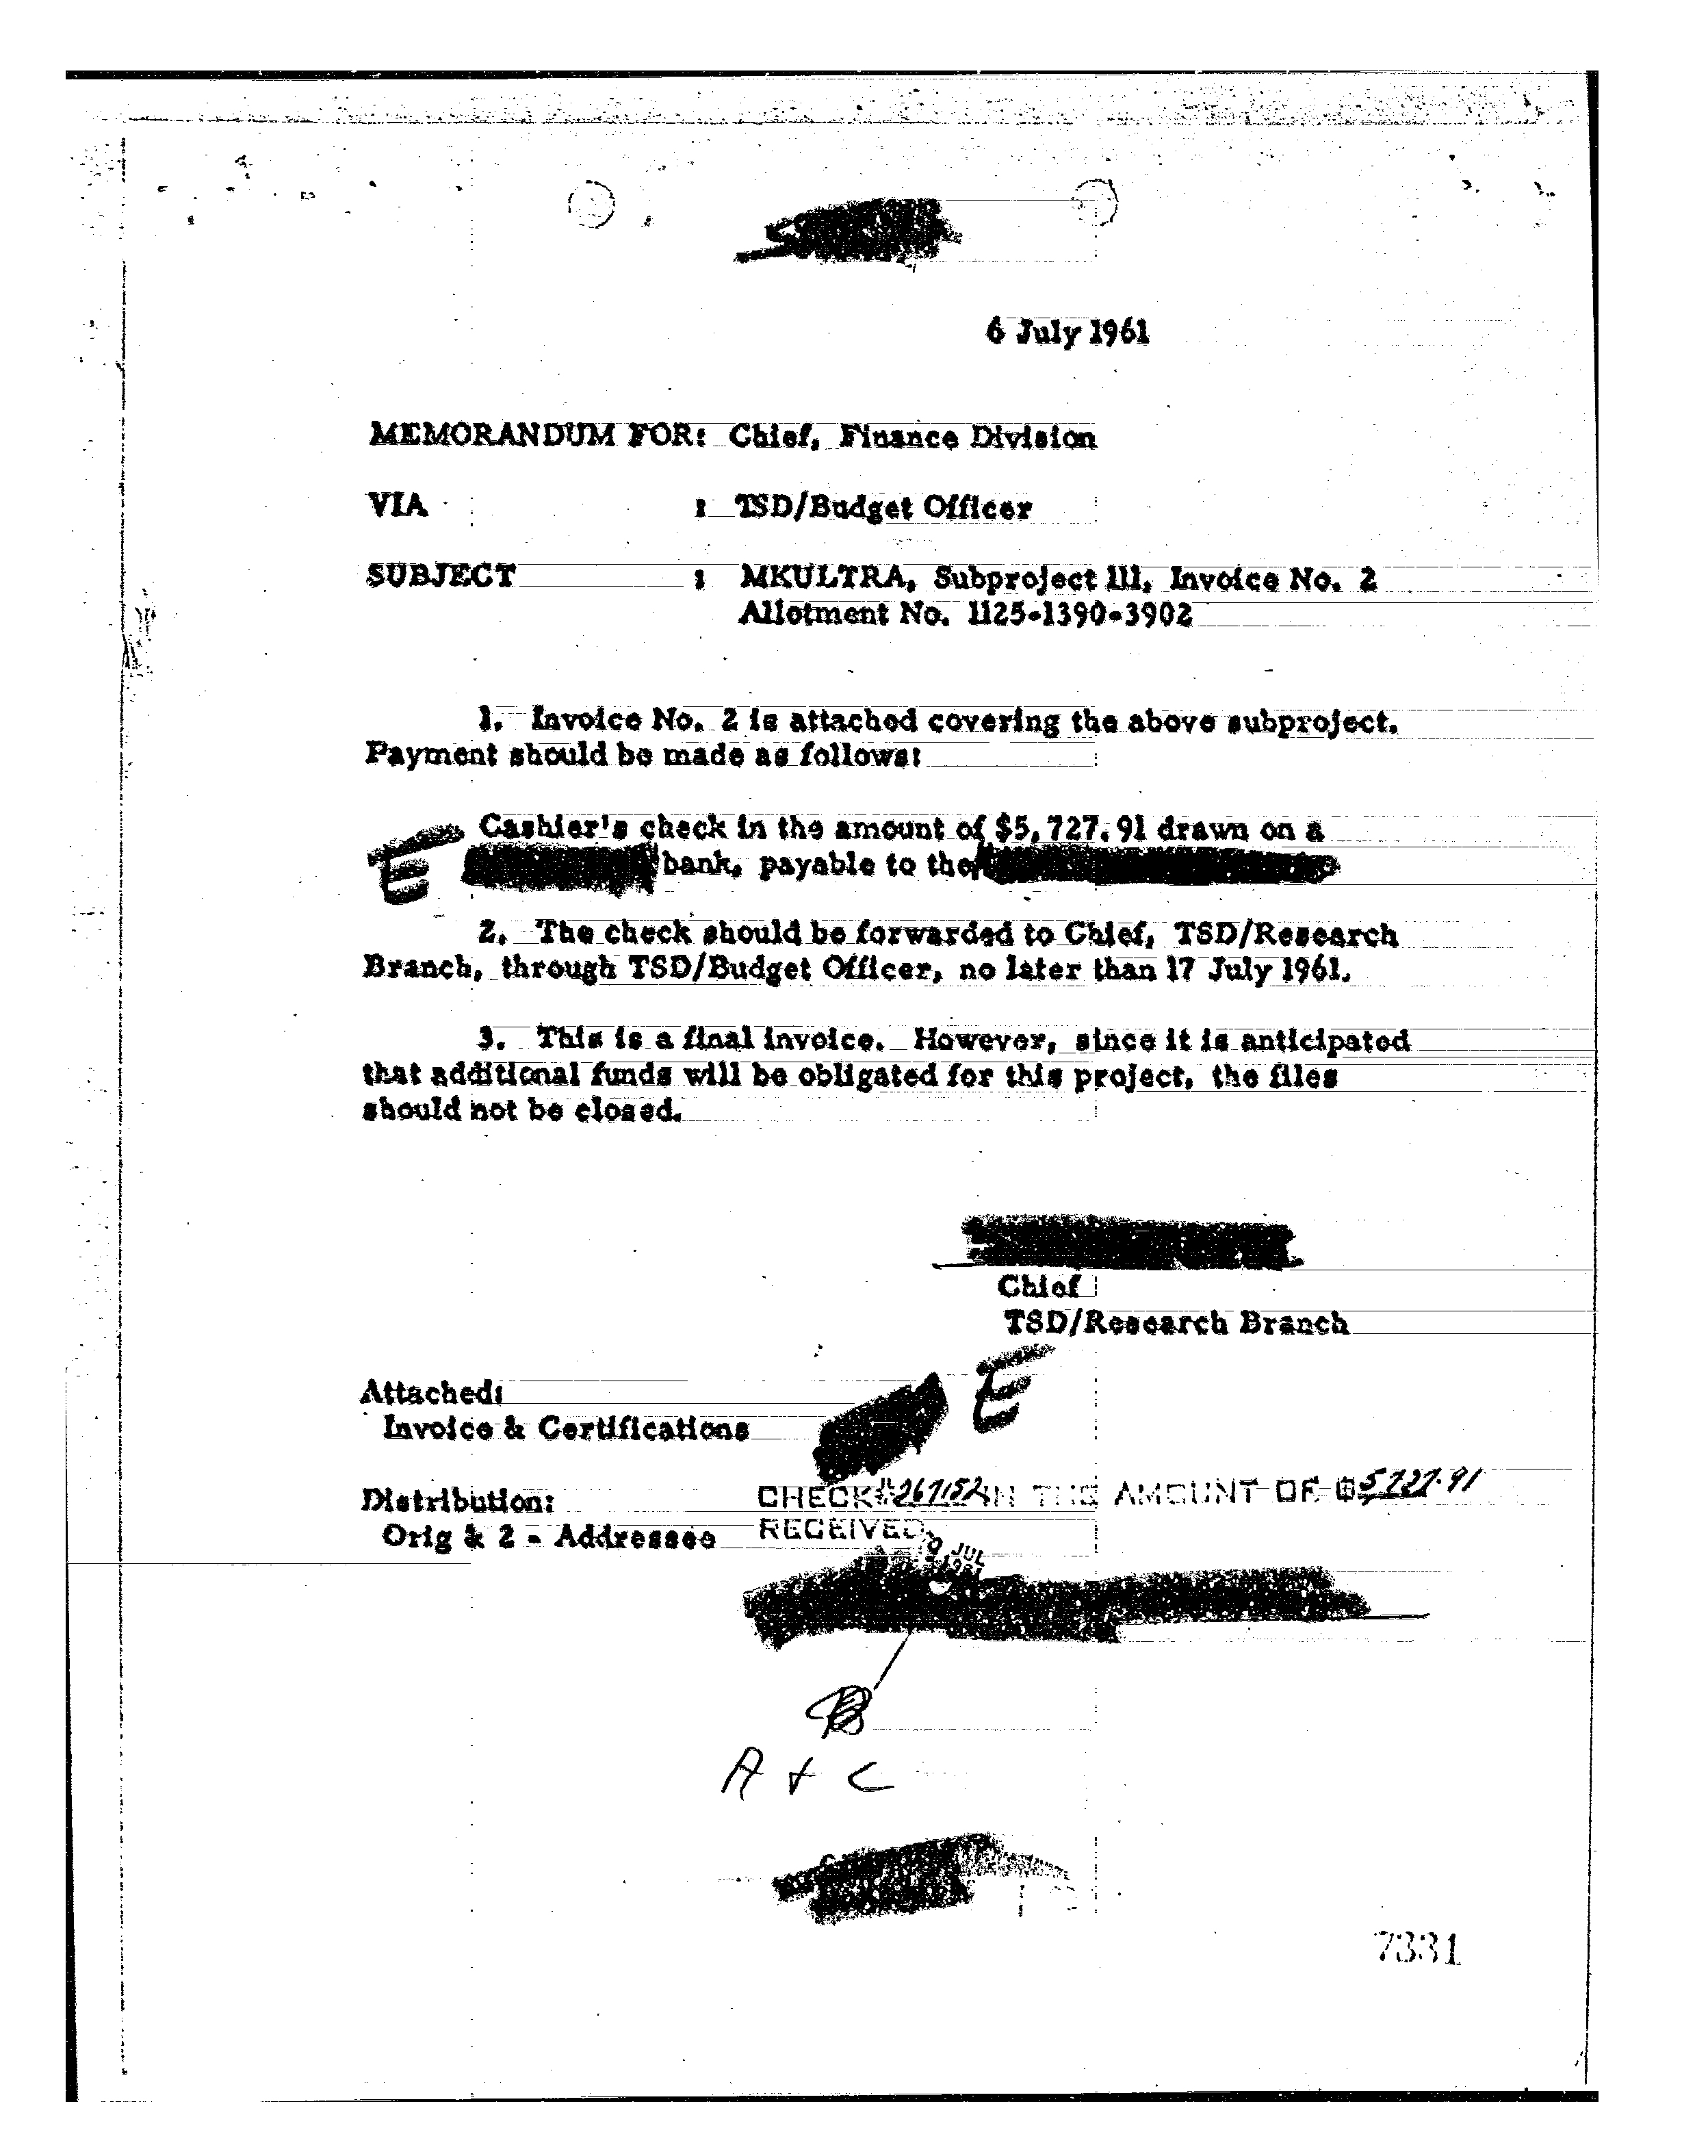 6 July 1961
MEMORANDUM FOR: Chief, Finance Division
VIA : TSD/Budget Officer
SUBJECT : MKULTRA, Subproject 111, Invoice No. 2
Allotment No. 1125-1390-3902
1. Invoice No. 2 is attached covering the above subproject.
Payment should be made as follows:
Cashier's check in the amount of $5,727.91 drawn on a
E bank, payable to the
2. The check should be forwarded to Chief, TSD/Research
Branch, through TSD/Budget Officer, no later than 17 July 1961.
3. This is a final invoice. However, since it is anticipated
that additional funds will be obligated for this project, the files
should not be closed.
Chief
TSD/Research Branch
E
Attached:
Invoice & Certifications
Distribution:
Orig & 2 - Addressee
CHECK# 267152 IN THE AMOUNT OF $5,727.91
RECEIVED
JUL
1961
B
A + C
7331